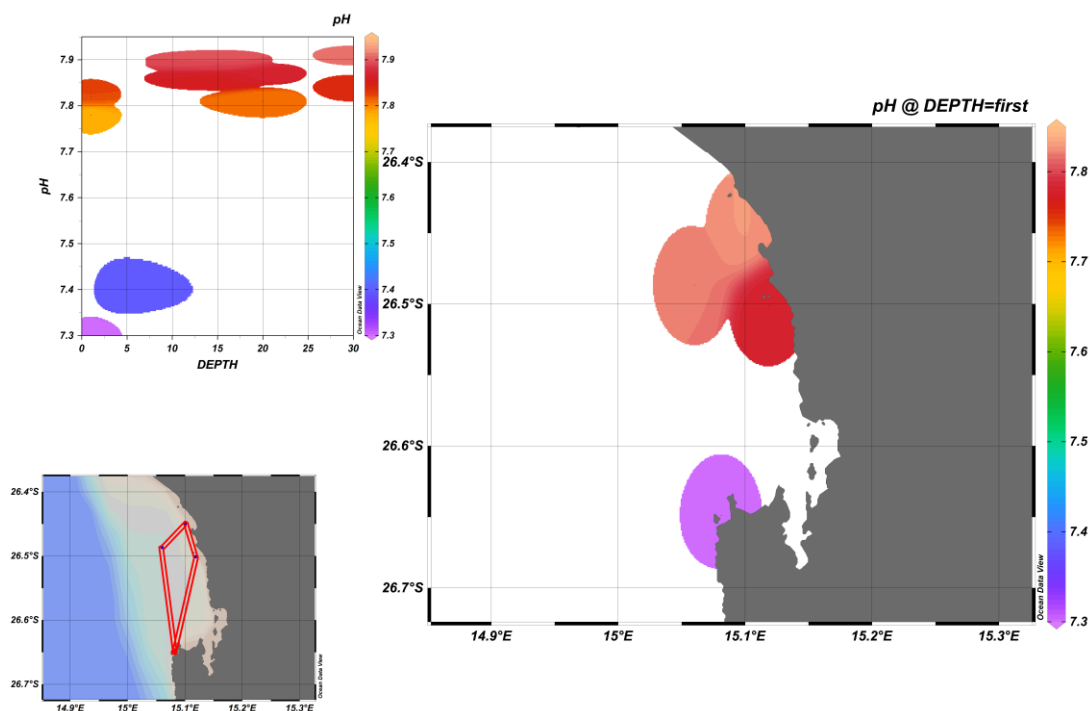 pH
7.9
7.8
7.7
7.6
7.5
7.4
7.3
pH
0
5
10
15
20
25
30
DEPTH
7.9
7.8
7.7
7.6
7.5
7.4
7.3
Ocean Data View
pH @ DEPTH=first
26.4°S
26.5°S
26.6°S
26.7°S
14.9°E
15°E
15.1°E
15.2°E
15.3°E
7.8
7.7
7.6
7.5
7.4
7.3
Ocean Data View
26.4°S
26.5°S
26.6°S
26.7°S
14.9°E
15°E
15.1°E
15.2°E
15.3°E
Ocean Data View